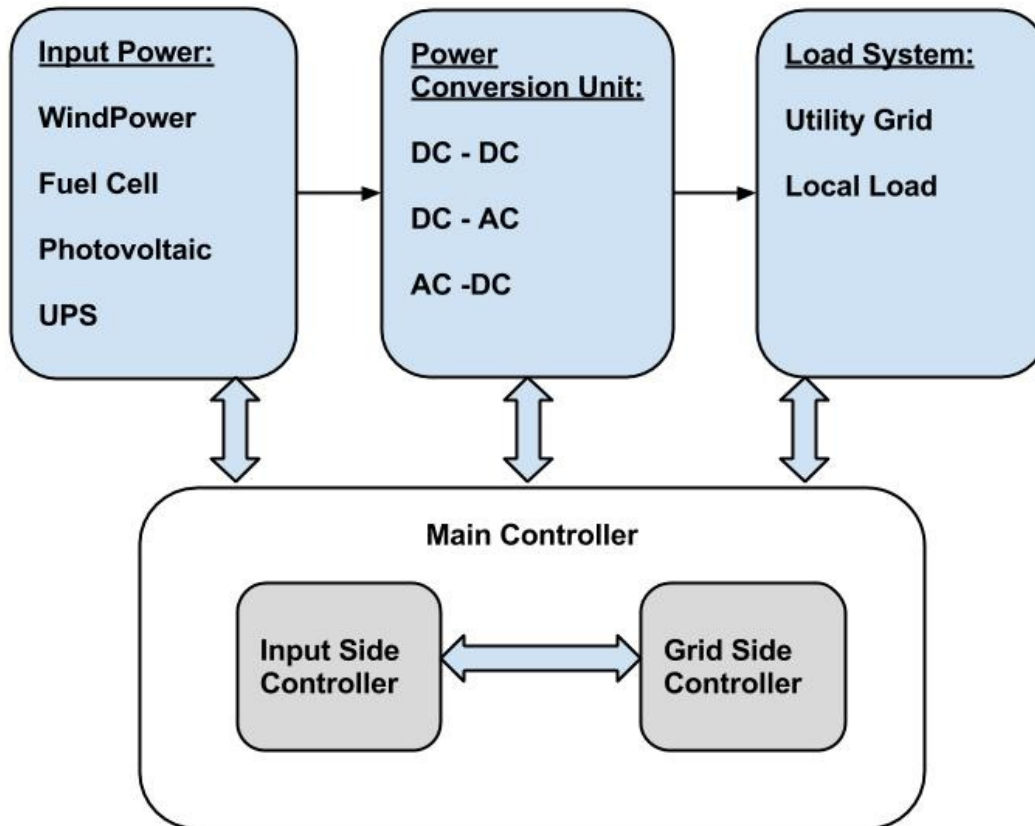 Input Power:
WindPower
Fuel Cell
Photovoltaic
UPS
Power
Conversion Unit:
DC - DC
DC - AC
AC -DC
Load System:
Utility Grid
Local Load
Main Controller
Input Side
Controller
Grid Side
Controller